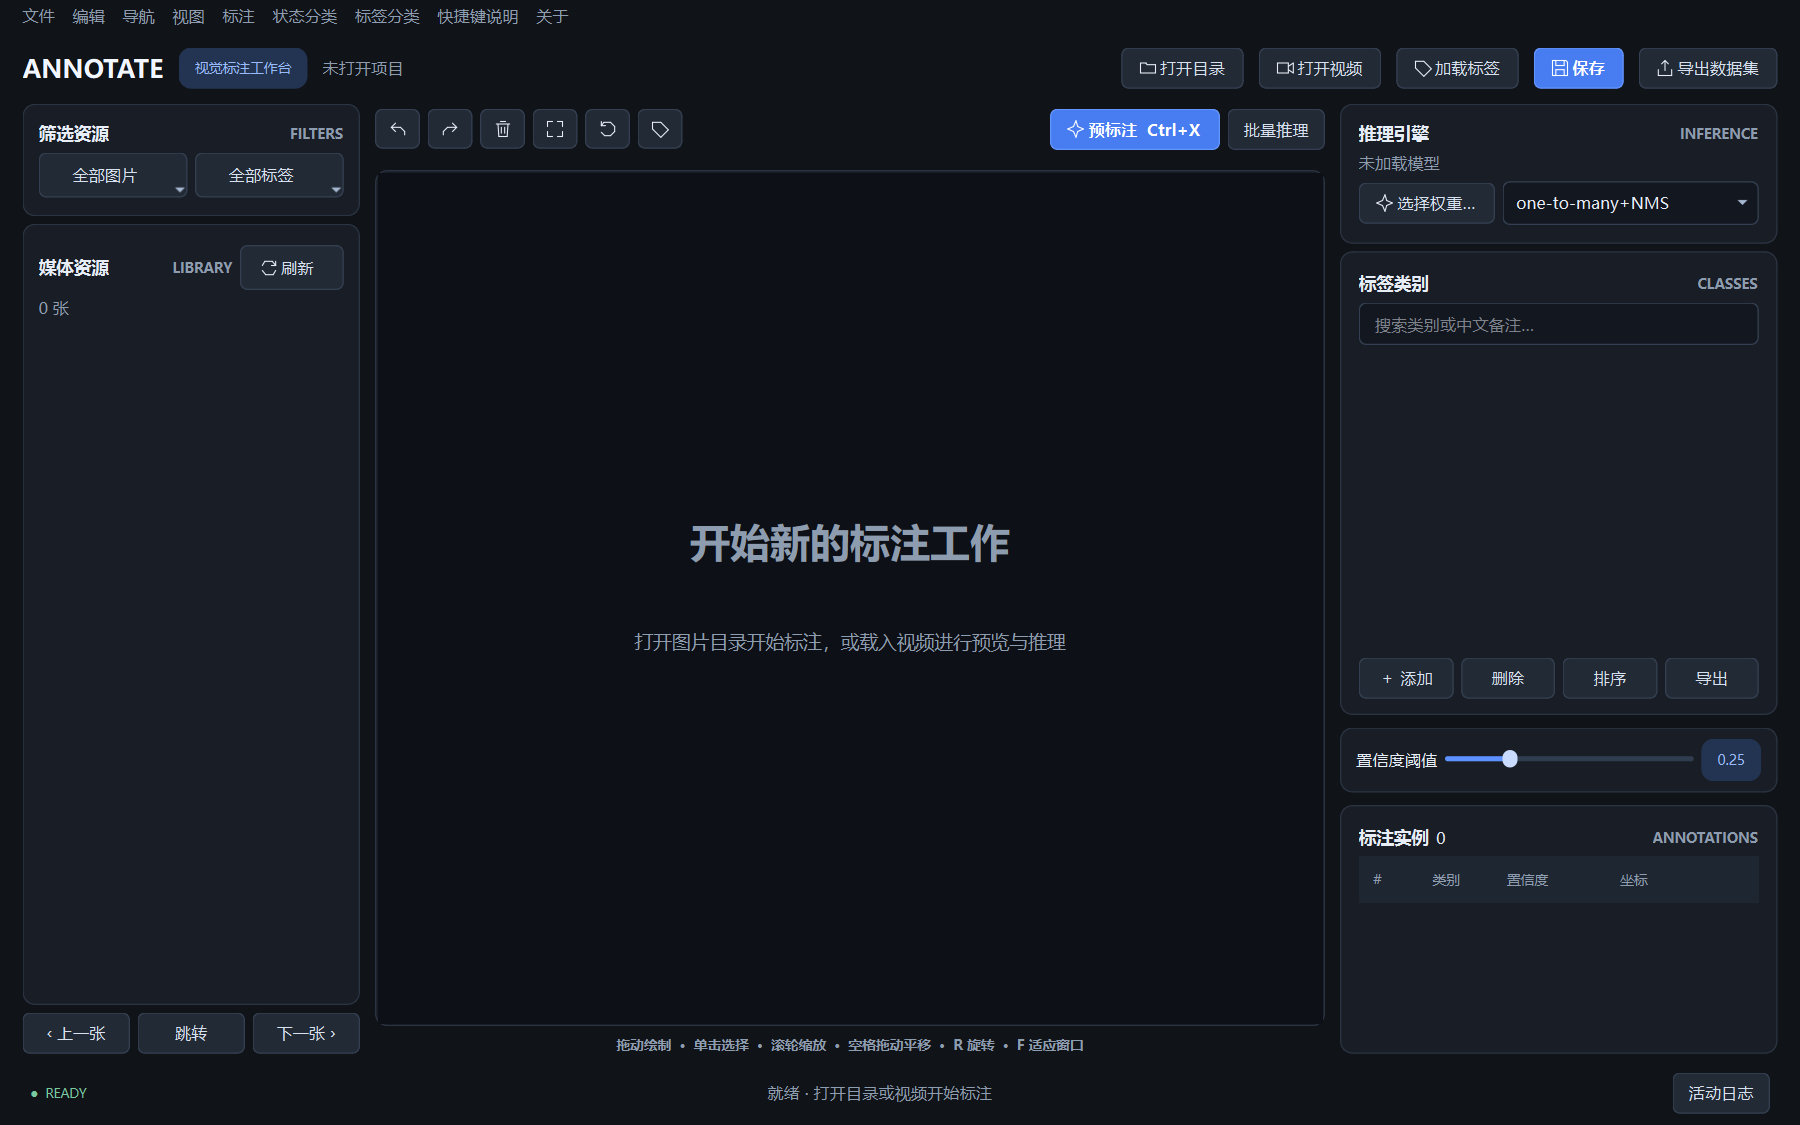 文件 编辑 导航 视图 标注 状态分类 标签分类 快捷键说明 关于
ANNOTATE 视觉标注工作台 未打开项目 打开目录 打开视频 加载标签 保存 导出数据集
筛选资源 FILTERS
全部图片 全部标签
媒体资源 LIBRARY 刷新
0 张
‹ 上一张 跳转 下一张 ›
预标注 Ctrl+X 批量推理
开始新的标注工作
打开图片目录开始标注，或载入视频进行预览与推理
拖动绘制 • 单击选择 • 滚轮缩放 • 空格拖动平移 • R 旋转 • F 适应窗口
推理引擎 INFERENCE
未加载模型
选择权重... one-to-many+NMS
标签类别 CLASSES
搜索类别或中文备注...
+ 添加 删除 排序 导出
置信度阈值 0.25
标注实例 0 ANNOTATIONS
# 类别 置信度 坐标
● READY 就绪 · 打开目录或视频开始标注 活动日志